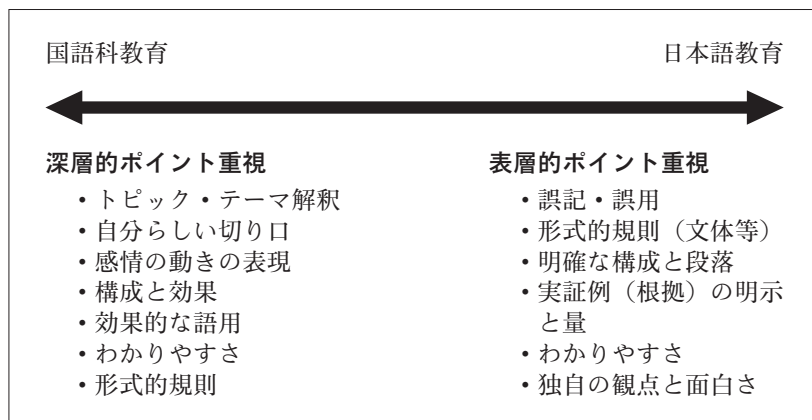 国語科教育
日本語教育
深層的ポイント重視
・トピック・テーマ解釈
・自分らしい切り口
・感情の動きの表現
・構成と効果
・効果的な語用
・わかりやすさ
・形式的規則
表層的ポイント重視
・誤記・誤用
・形式的規則（文体等）
・明確な構成と段落
・実証例（根拠）の明示
と量
・わかりやすさ
・独自の観点と面白さ